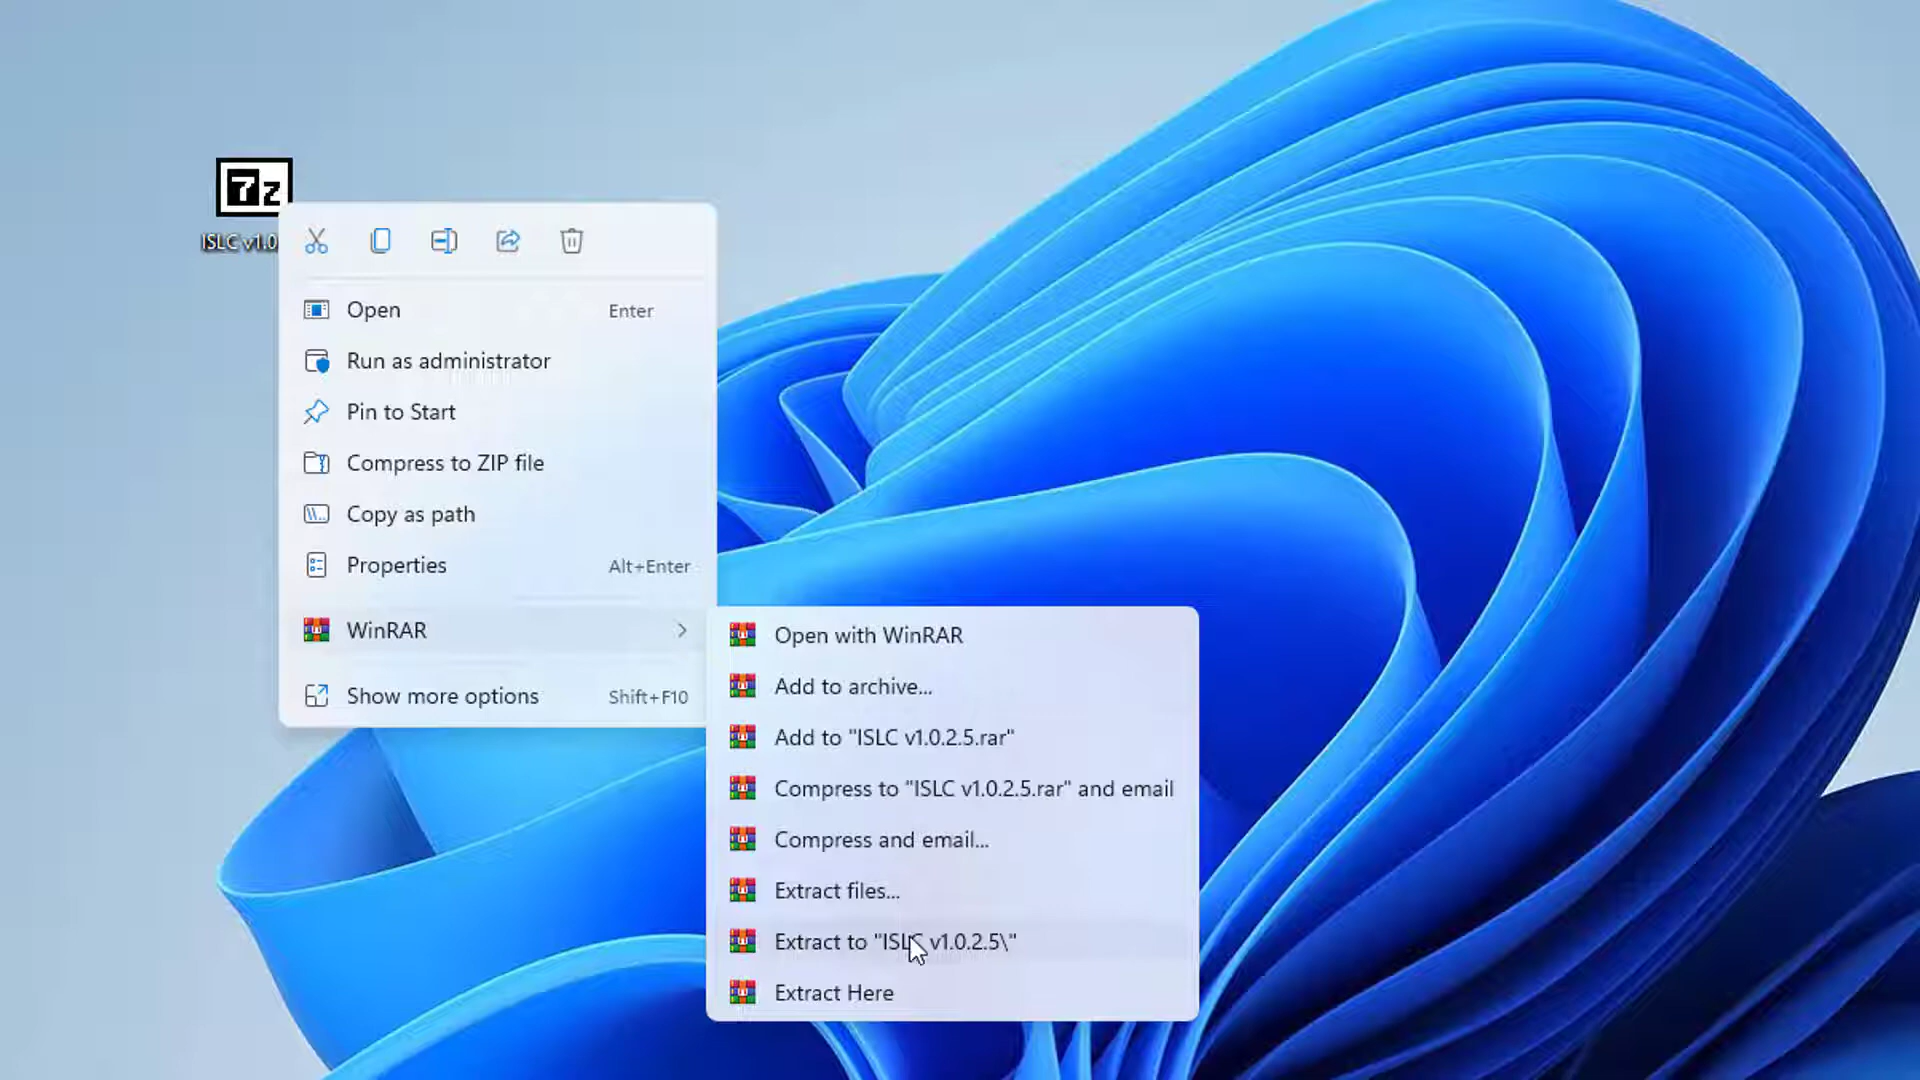 7z
ISLC v1.0
Open Enter
Run as administrator
Pin to Start
Compress to ZIP file
Copy as path
Properties Alt+Enter
WinRAR
Show more options Shift+F10
Open with WinRAR
Add to archive...
Add to "ISLC v1.0.2.5.rar"
Compress to "ISLC v1.0.2.5.rar" and email
Compress and email...
Extract files...
Extract to "ISLC v1.0.2.5\"
Extract Here